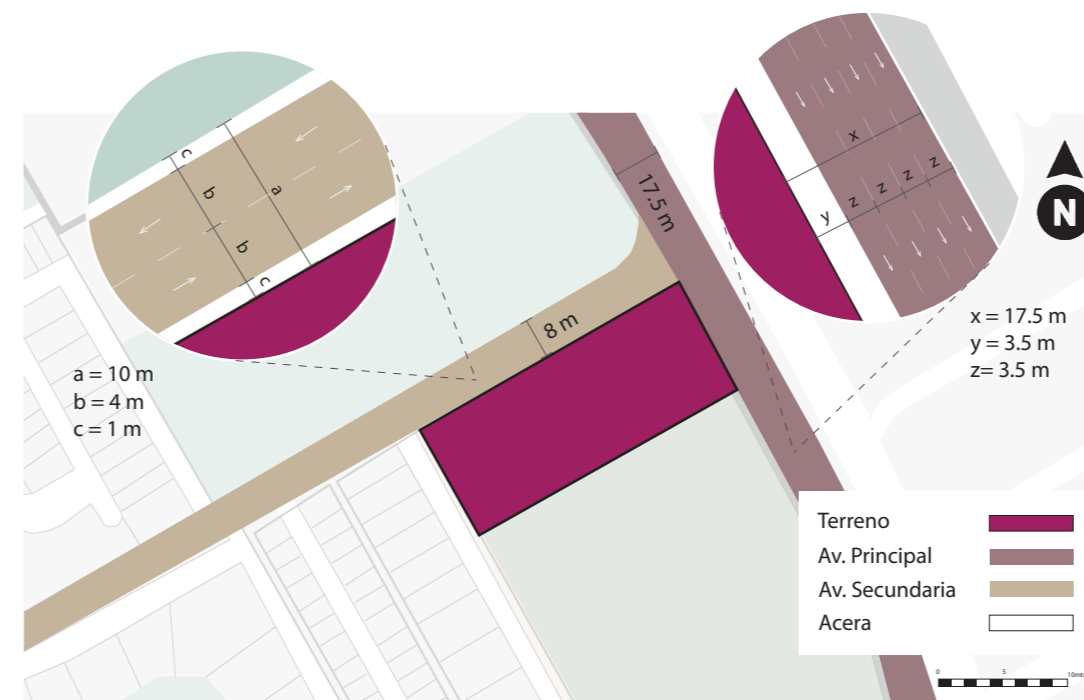 c
b
a
b
c
a = 10 m
b = 4 m
c = 1 m
17.5 m
8 m
x
z
z
z
z
y
N
x = 17.5 m
y = 3.5 m
z= 3.5 m
Terreno
Av. Principal
Av. Secundaria
Acera
0 5 10mts